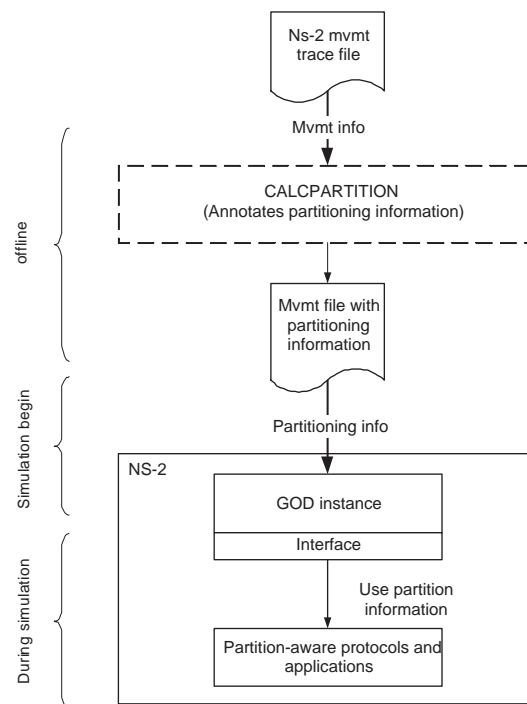 Ns-2 mvmt
trace file
Mvmt info
CALCPARTITION
(Annotates partitioning information)
offline
Mvmt file with
partitioning
information
Simulation begin
Partitioning info
NS-2
GOD instance
Interface
During simulation
Use partition
information
Partition-aware protocols and
applications